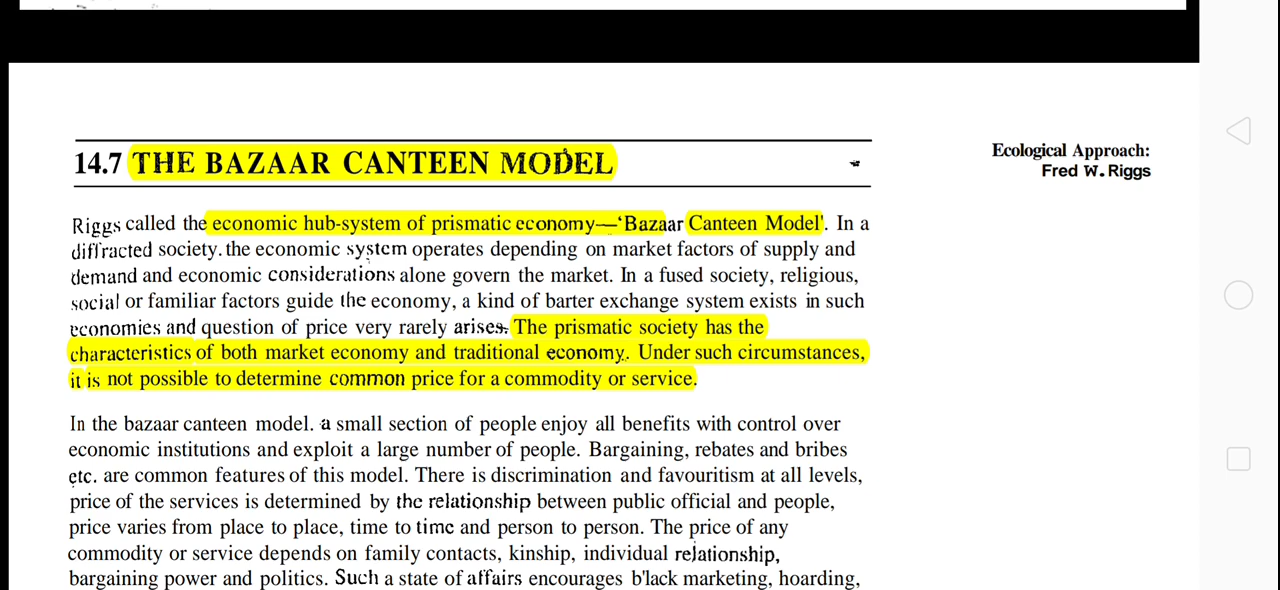 14.7 THE BAZAAR CANTEEN MODEL
Ecological Approach:
Fred W. Riggs
Riggs called the economic hub-system of prismatic economy—'Bazaar Canteen Model'. In a
diffracted society. the economic system operates depending on market factors of supply and
demand and economic considerations alone govern the market. In a fused society, religious,
social or familiar factors guide the economy, a kind of barter exchange system exists in such
economies and question of price very rarely arises. The prismatic society has the
characteristics of both market economy and traditional economy. Under such circumstances,
it is not possible to determine common price for a commodity or service.
In the bazaar canteen model. a small section of people enjoy all benefits with control over
economic institutions and exploit a large number of people. Bargaining, rebates and bribes
etc. are common features of this model. There is discrimination and favouritism at all levels,
price of the services is determined by the relationship between public official and people,
price varies from place to place, time to time and person to person. The price of any
commodity or service depends on family contacts, kinship, individual relationship,
bargaining power and politics. Such a state of affairs encourages b'lack marketing, hoarding,